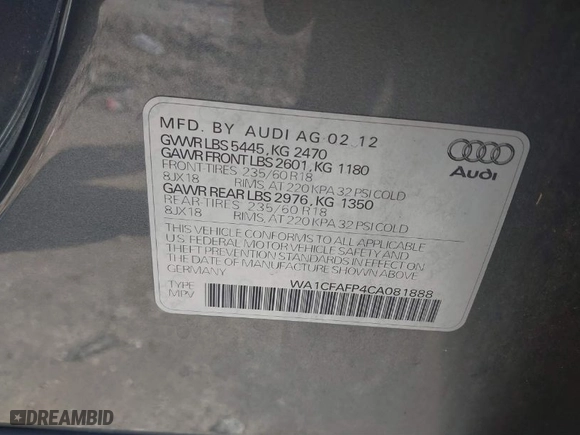 MFD. BY AUDI AG 02 12
GVWR LBS 5445, KG 2470
GAWR FRONT LBS 2601, KG 1180
FRONT TIRES 235/60 R18
8JX18 RIMS AT 220 KPA 32 PSI COLD
GAWR REAR LBS 2976, KG 1350
REAR-TIRES 235/60 R18
8JX18 RIMS AT 220 KPA 32 PSI COLD
THIS VEHICLE CONFORMS TO ALL APPLICABLE
U.S. FEDERAL MOTOR VEHICLE SAFETY AND
THEFT PREVENTION STANDARDS IN EFFECT ON
THE DATE OF MANUFACTURE SHOWN ABOVE
GERMANY
Audi
WA1CFAFP4CA081888
TYPE
MPV
DREAMBID